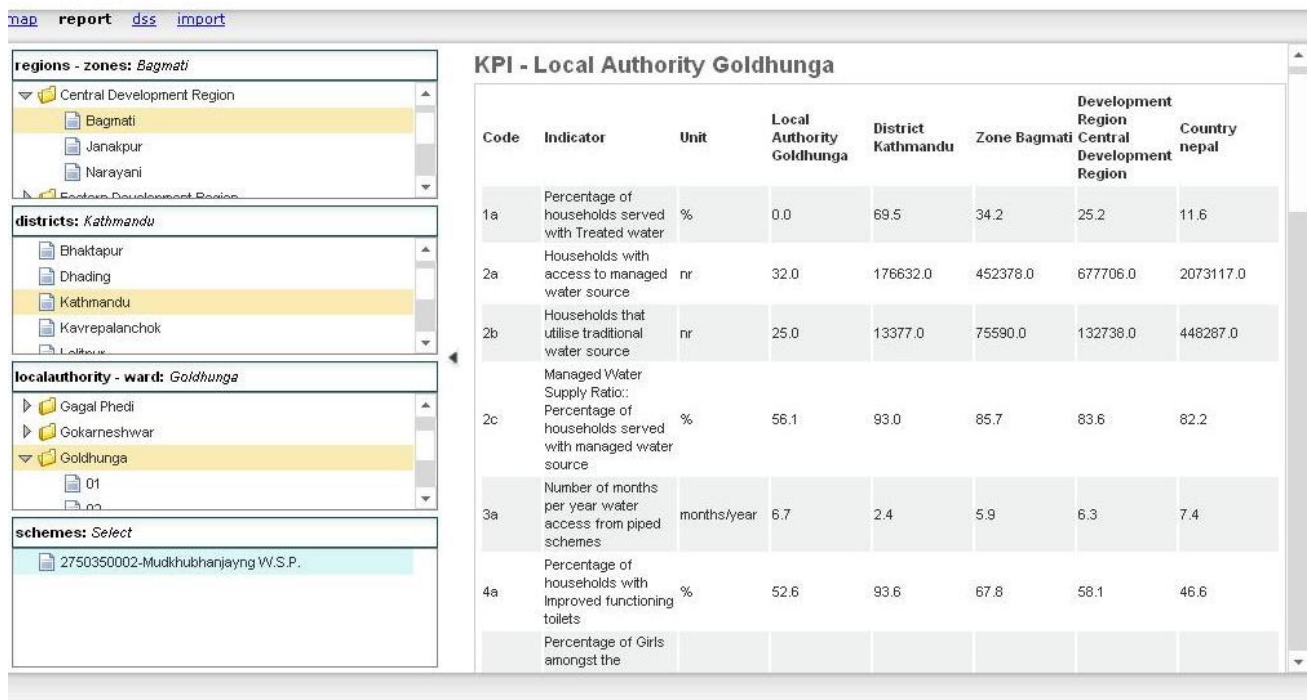 map report dss import
regions - zones: Bagmati
Central Development Region
Bagmati
Janakpur
Narayani
Eastern Development Region
districts: Kathmandu
Bhaktapur
Dhading
Kathmandu
Kavrepalanchok
Lalitpur
localauthority - ward: Goldhunga
Gagal Phedi
Gokarneshwar
Goldhunga
01
02
schemes: Select
2750350002-Mudkhubhanjayng W.S.P.
KPI - Local Authority Goldhunga
Code Indicator Unit Local Authority Goldhunga District Kathmandu Zone Bagmati Development Region Central Development Region Country nepal
1a Percentage of households served with Treated water % 0.0 69.5 34.2 25.2 11.6
2a Households with access to managed water source nr 32.0 176632.0 452378.0 677706.0 2073117.0
2b Households that utilise traditional water source nr 25.0 13377.0 75590.0 132738.0 448287.0
2c Managed Water Supply Ratio:: Percentage of households served with managed water source % 56.1 93.0 85.7 83.6 82.2
3a Number of months per year water access from piped schemes months/year 6.7 2.4 5.9 6.3 7.4
4a Percentage of households with Improved functioning toilets % 52.6 93.6 67.8 58.1 46.6
Percentage of Girls amongst the